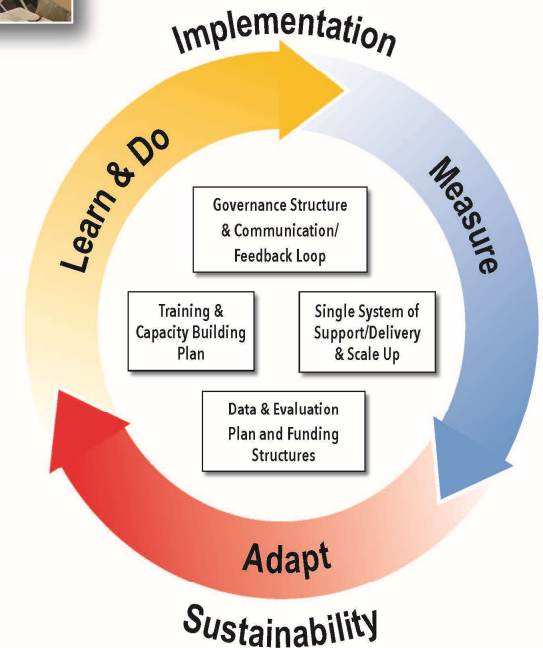 Implementation
Learn & Do
Measure
Governance Structure
& Communication/
Feedback Loop
Training &
Capacity Building
Plan
Single System of
Support/Delivery
& Scale Up
Data & Evaluation
Plan and Funding
Structures
Adapt
Sustainability